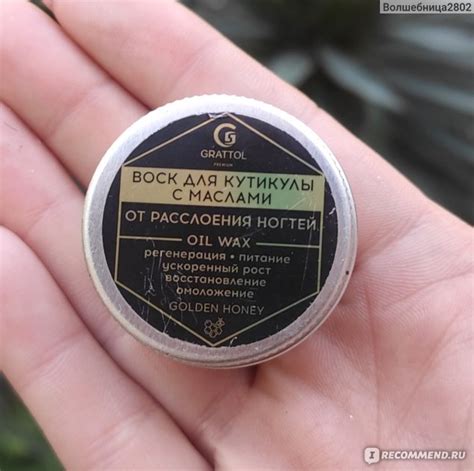 Волшебница2802
G
GRATTOL
PREMIUM
ВОСК ДЛЯ КУТИКУЛЫ
С МАСЛАМИ
ОТ РАССЛОЕНИЯ НОГТЕЙ
OIL WAX
регенерация • питание
ускоренный рост
восстановление
омоложение
GOLDEN HONEY
I RECOMMEND.RU